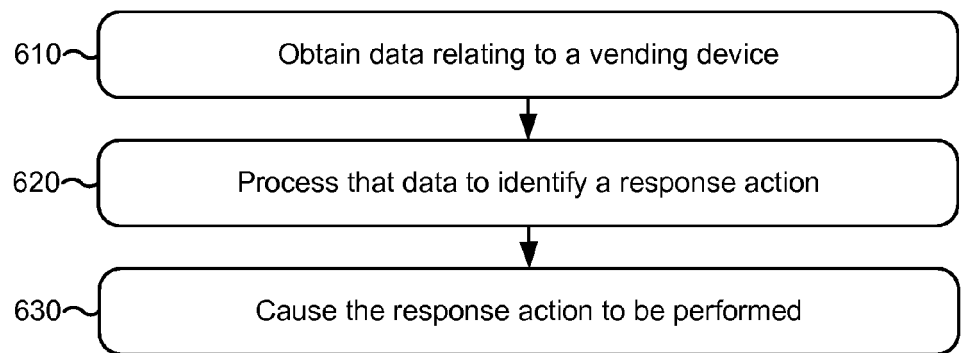 610 Obtain data relating to a vending device
620 Process that data to identify a response action
630 Cause the response action to be performed